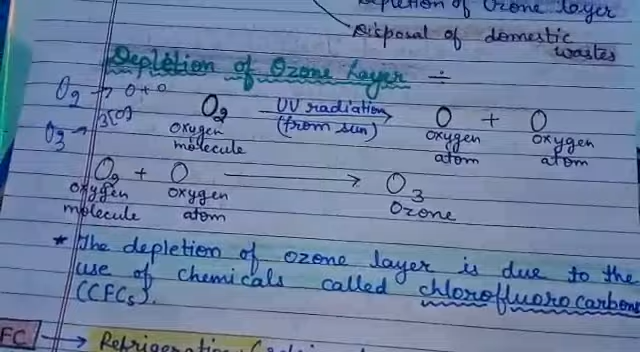 Depletion of Ozone layer
Disposal of domestic
wastes
Depletion of Ozone Layer ÷
O2 → O+O
O3 → 3(O)
O2 UV radiation (from sun) → O + O
oxygen molecule oxygen atom oxygen atom
O2 + O → O3
oxygen molecule oxygen atom Ozone
* The depletion of ozone layer is due to the
use of chemicals called chlorofluorocarbons
(CFCs).
FC → Refrigeration